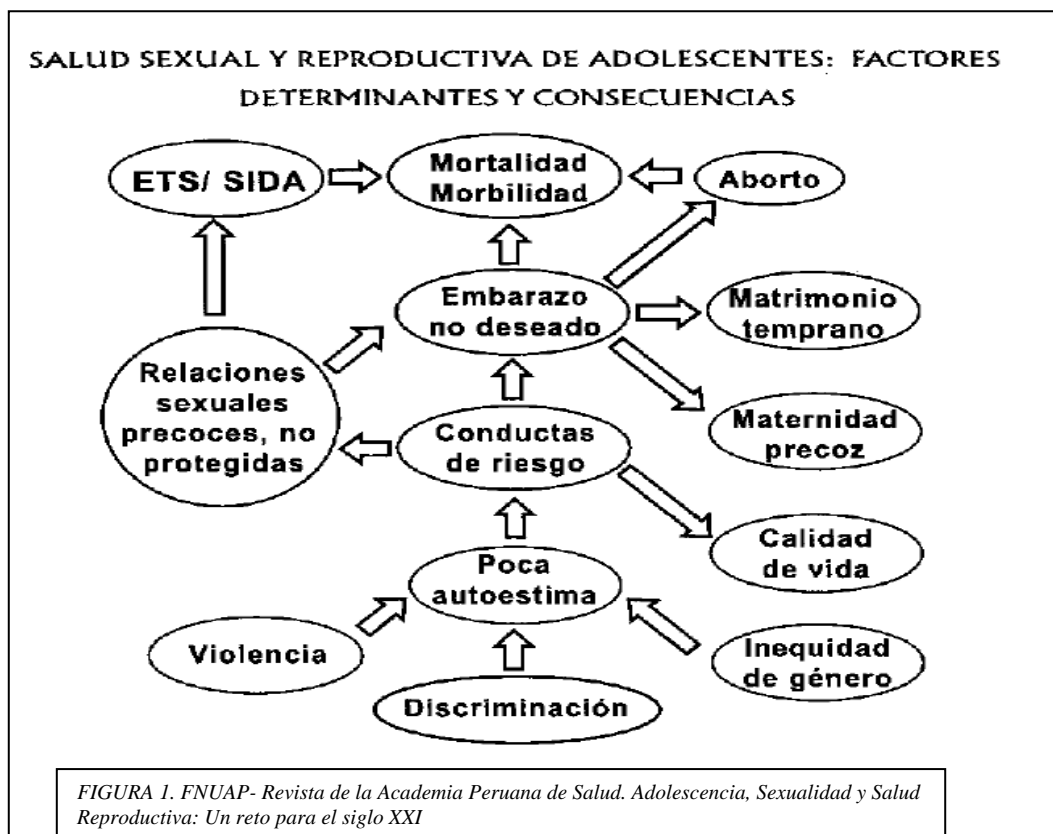 SALUD SEXUAL Y REPRODUCTIVA DE ADOLESCENTES: FACTORES
DETERMINANTES Y CONSECUENCIAS
ETS/ SIDA
Mortalidad
Morbilidad
Aborto
Embarazo
no deseado
Matrimonio
temprano
Relaciones
sexuales
precoces, no
protegidas
Conductas
de riesgo
Maternidad
precoz
Calidad
de vida
Poca
autoestima
Violencia
Inequidad
de género
Discriminación
FIGURA 1. FNUAP- Revista de la Academia Peruana de Salud. Adolescencia, Sexualidad y Salud
Reproductiva: Un reto para el siglo XXI